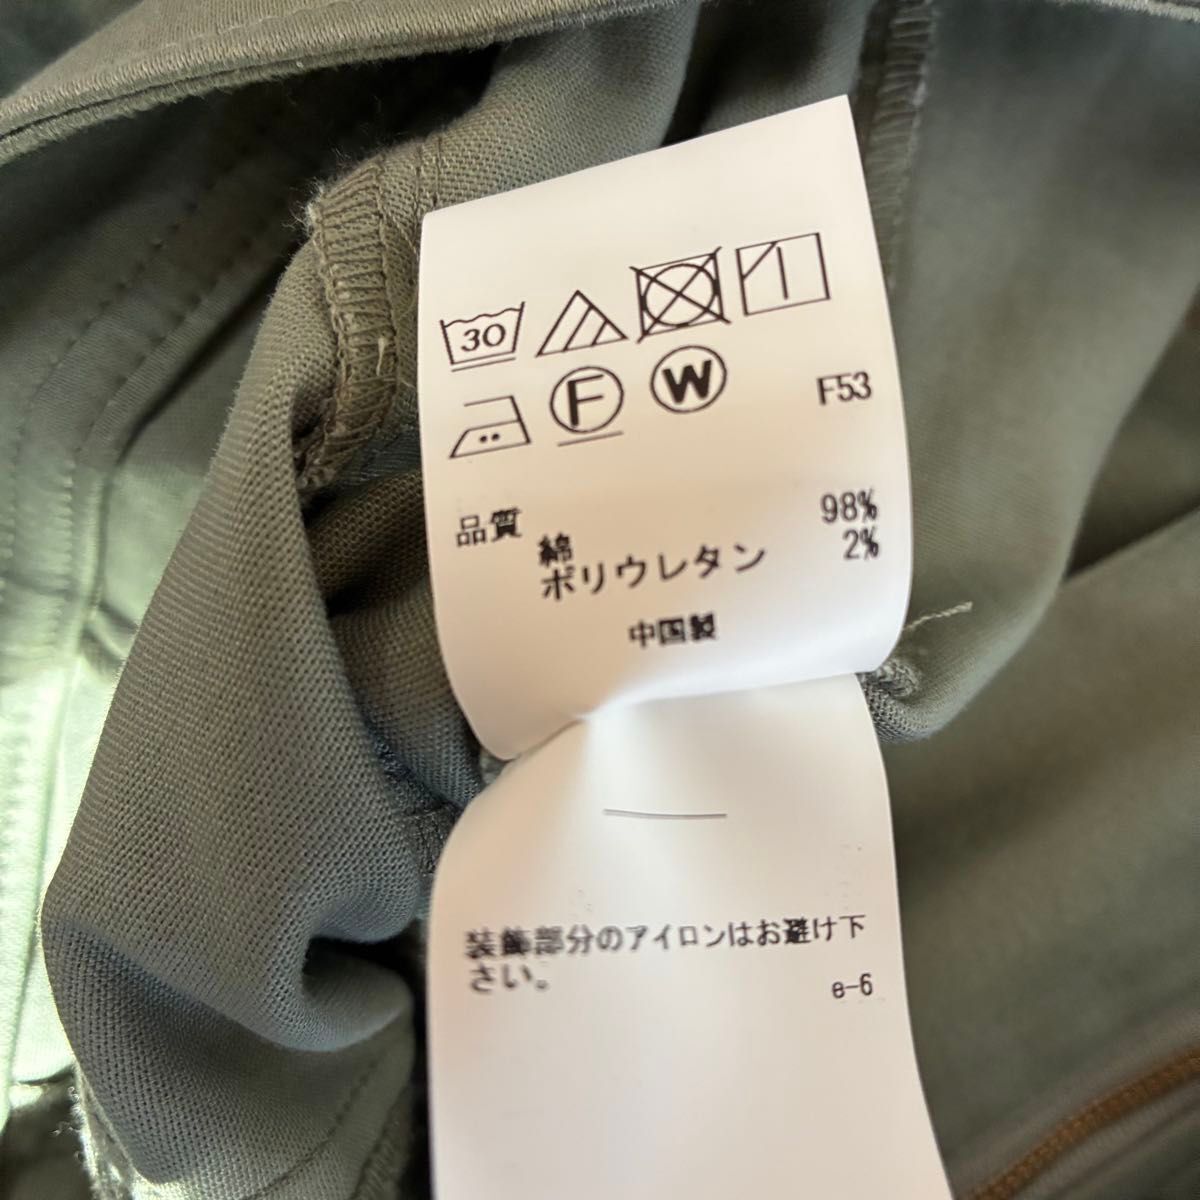 30
F W F53
品質 綿 98%
ポリウレタン 2%
中国製
装飾部分のアイロンはお避け下
さい。
e-6